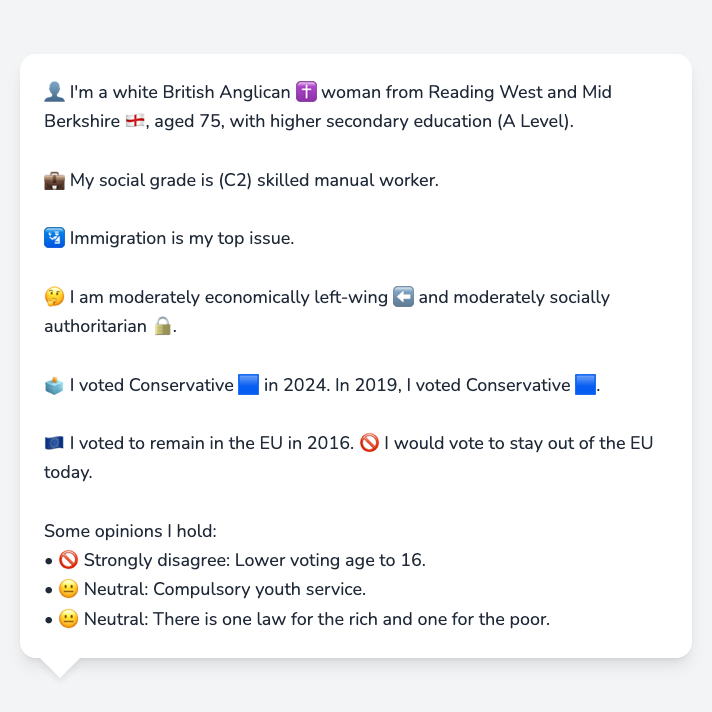 👤 I'm a white British Anglican ✝️ woman from Reading West and Mid
Berkshire 🏴󠁧󠁢󠁥󠁮󠁧󠁿, aged 75, with higher secondary education (A Level).
💼 My social grade is (C2) skilled manual worker.
🛂 Immigration is my top issue.
🤔 I am moderately economically left-wing ⬅️ and moderately socially
authoritarian 🔒.
🗳️ I voted Conservative 🟦 in 2024. In 2019, I voted Conservative 🟦.
🇪🇺 I voted to remain in the EU in 2016. 🚫 I would vote to stay out of the EU
today.
Some opinions I hold:
• 🚫 Strongly disagree: Lower voting age to 16.
• 😐 Neutral: Compulsory youth service.
• 😐 Neutral: There is one law for the rich and one for the poor.